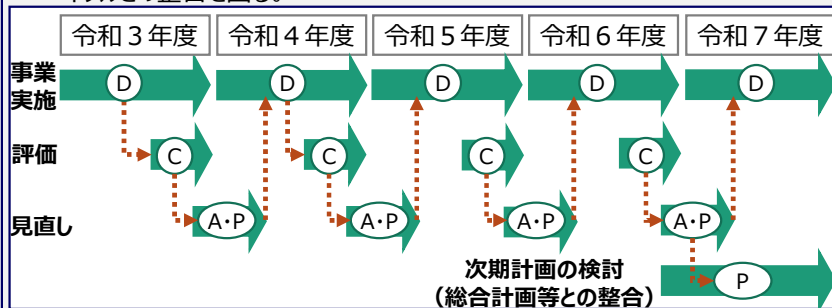 令和３年度 令和４年度 令和５年度 令和６年度 令和７年度
事業
実施
D D D D D
評価
C C C C
見直し
A・P A・P A・P A・P
次期計画の検討
（総合計画等との整合）
P